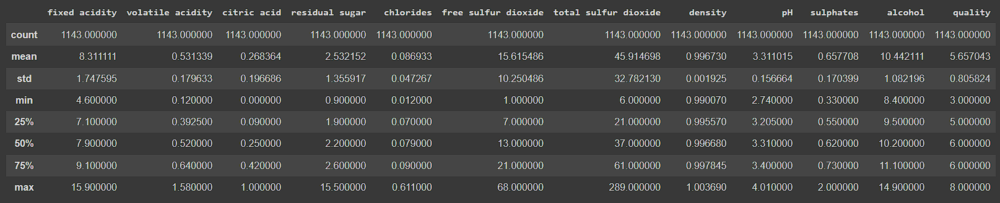 fixed acidity volatile acidity citric acid residual sugar chlorides free sulfur dioxide total sulfur dioxide density pH sulphates alcohol quality
count 1143.000000 1143.000000 1143.000000 1143.000000 1143.000000 1143.000000 1143.000000 1143.000000 1143.000000 1143.000000 1143.000000 1143.000000
mean 8.311111 0.531339 0.268364 2.532152 0.086933 15.615486 45.914698 0.996730 3.311015 0.657708 10.442111 5.657043
std 1.747595 0.179633 0.196686 1.355917 0.047267 10.250486 32.782130 0.001925 0.156664 0.170399 1.082196 0.805824
min 4.600000 0.120000 0.000000 0.900000 0.012000 1.000000 6.000000 0.990070 2.740000 0.330000 8.400000 3.000000
25% 7.100000 0.392500 0.090000 1.900000 0.070000 7.000000 21.000000 0.995570 3.205000 0.550000 9.500000 5.000000
50% 7.900000 0.520000 0.250000 2.200000 0.079000 13.000000 37.000000 0.996680 3.310000 0.620000 10.200000 6.000000
75% 9.100000 0.640000 0.420000 2.600000 0.090000 21.000000 61.000000 0.997845 3.400000 0.730000 11.100000 6.000000
max 15.900000 1.580000 1.000000 15.500000 0.611000 68.000000 289.000000 1.003690 4.010000 2.000000 14.900000 8.000000